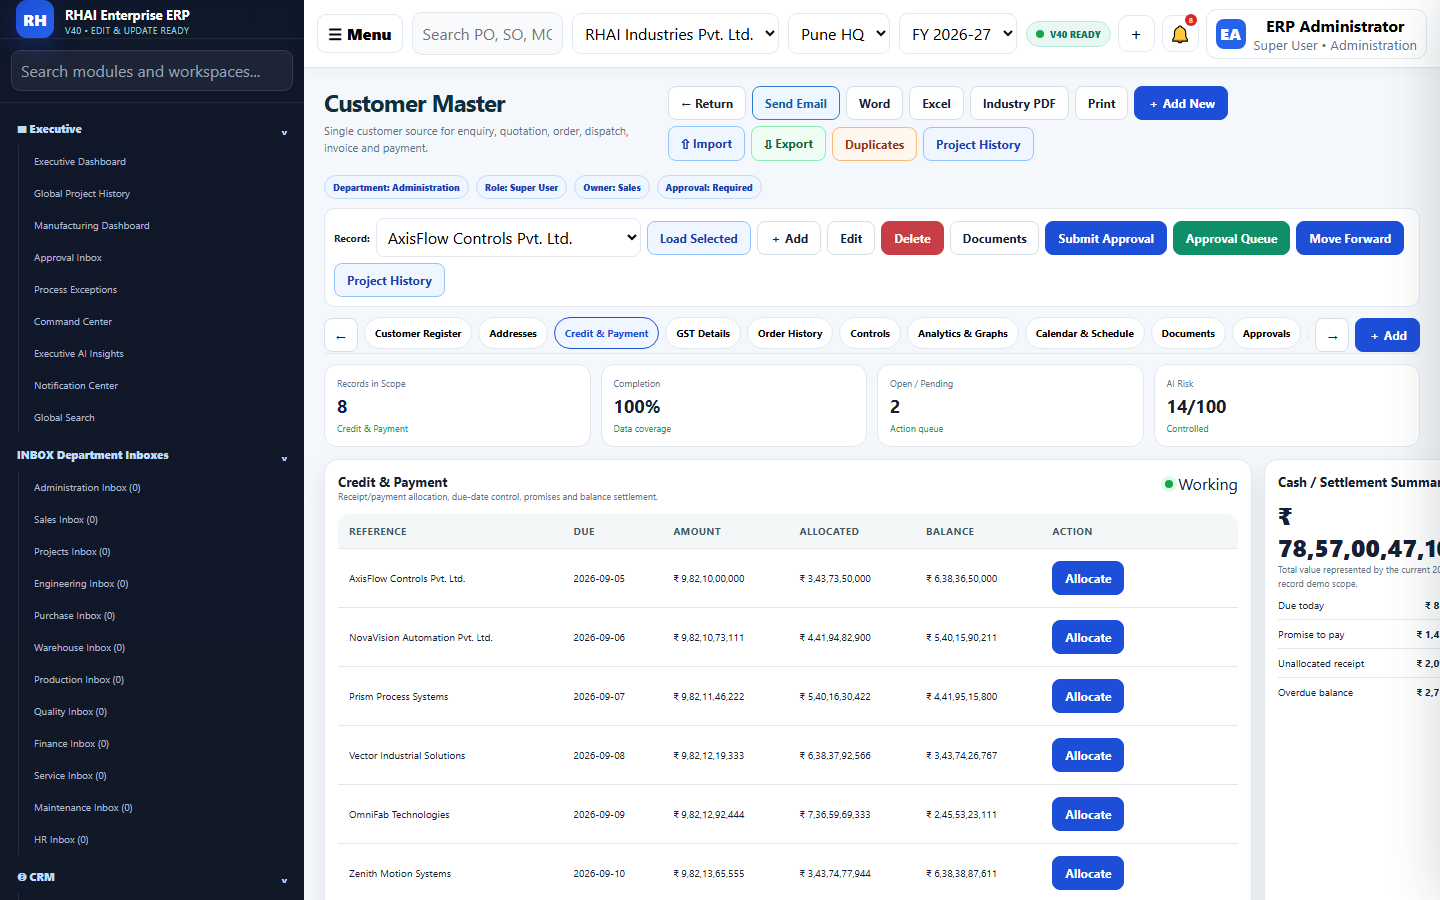 RH
RHAI Enterprise ERP
V40 • EDIT & UPDATE READY
Search modules and workspaces...
Executive
Executive Dashboard
Global Project History
Manufacturing Dashboard
Approval Inbox
Process Exceptions
Command Center
Executive AI Insights
Notification Center
Global Search
INBOX Department Inboxes
Administration Inbox (0)
Sales Inbox (0)
Projects Inbox (0)
Engineering Inbox (0)
Purchase Inbox (0)
Warehouse Inbox (0)
Production Inbox (0)
Quality Inbox (0)
Finance Inbox (0)
Service Inbox (0)
Maintenance Inbox (0)
HR Inbox (0)
CRM
☰ Menu
Search PO, SO, MO
RHAI Industries Pvt. Ltd.
Pune HQ
FY 2026-27
V40 READY
+
8
EA
ERP Administrator
Super User • Administration
Customer Master
Single customer source for enquiry, quotation, order, dispatch,
invoice and payment.
← Return
Send Email
Word
Excel
Industry PDF
Print
+ Add New
⇧ Import
⇩ Export
Duplicates
Project History
Department: Administration
Role: Super User
Owner: Sales
Approval: Required
Record:
AxisFlow Controls Pvt. Ltd.
Load Selected
+ Add
Edit
Delete
Documents
Submit Approval
Approval Queue
Move Forward
Project History
←
Customer Register
Addresses
Credit & Payment
GST Details
Order History
Controls
Analytics & Graphs
Calendar & Schedule
Documents
Approvals
→
+ Add
Records in Scope
8
Credit & Payment
Completion
100%
Data coverage
Open / Pending
2
Action queue
AI Risk
14/100
Controlled
Credit & Payment
Receipt/payment allocation, due-date control, promises and balance settlement.
Working
REFERENCE DUE AMOUNT ALLOCATED BALANCE ACTION
AxisFlow Controls Pvt. Ltd. 2026-09-05 ₹ 9,82,10,00,000 ₹ 3,43,73,50,000 ₹ 6,38,36,50,000 Allocate
NovaVision Automation Pvt. Ltd. 2026-09-06 ₹ 9,82,10,73,111 ₹ 4,41,94,82,900 ₹ 5,40,15,90,211 Allocate
Prism Process Systems 2026-09-07 ₹ 9,82,11,46,222 ₹ 5,40,16,30,422 ₹ 4,41,95,15,800 Allocate
Vector Industrial Solutions 2026-09-08 ₹ 9,82,12,19,333 ₹ 6,38,37,92,566 ₹ 3,43,74,26,767 Allocate
OmniFab Technologies 2026-09-09 ₹ 9,82,12,92,444 ₹ 7,36,59,69,333 ₹ 2,45,53,23,111 Allocate
Zenith Motion Systems 2026-09-10 ₹ 9,82,13,65,555 ₹ 3,43,74,77,944 ₹ 6,38,38,87,611 Allocate
Cash / Settlement Summar
₹
78,57,00,47,1
Total value represented by the current 20
record demo scope.
Due today ₹ 8
Promise to pay ₹ 1,4
Unallocated receipt ₹ 2,0
Overdue balance ₹ 2,7